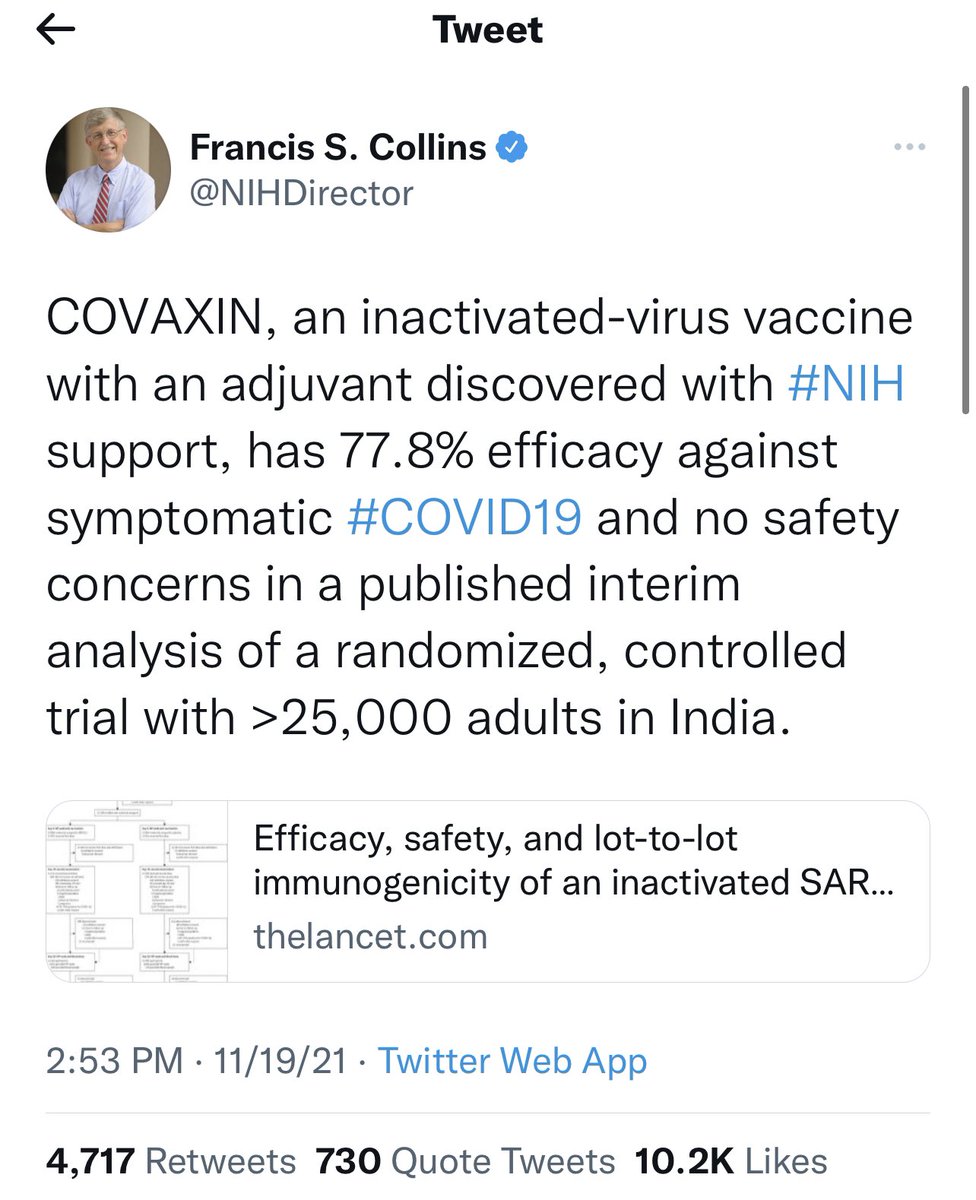 Tweet
Francis S. Collins
@NIHDirector
COVAXIN, an inactivated-virus vaccine
with an adjuvant discovered with #NIH
support, has 77.8% efficacy against
symptomatic #COVID19 and no safety
concerns in a published interim
analysis of a randomized, controlled
trial with >25,000 adults in India.
Efficacy, safety, and lot-to-lot
immunogenicity of an inactivated SAR...
thelancet.com
2:53 PM · 11/19/21 · Twitter Web App
4,717 Retweets 730 Quote Tweets 10.2K Likes